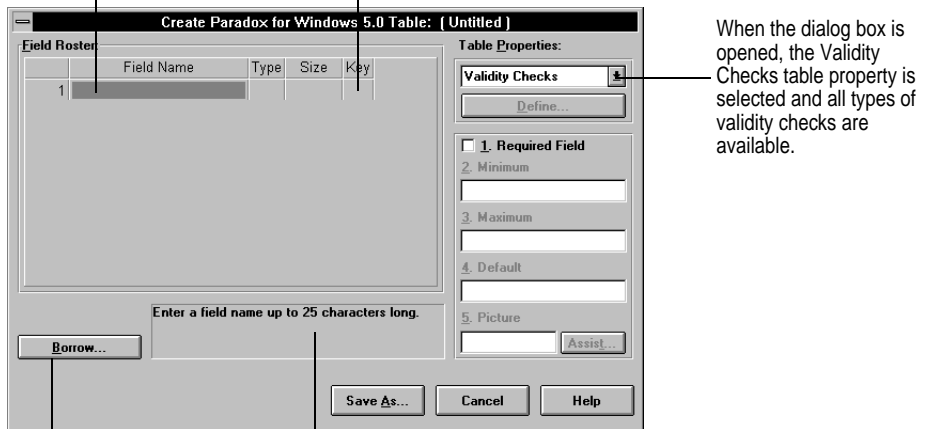 Create Paradox for Windows 5.0 Table: ( Untitled )
Field Roster:
Field Name Type Size Key
1
Enter a field name up to 25 characters long.
Borrow...
Table Properties:
Validity Checks
Define...
1. Required Field
2. Minimum
3. Maximum
4. Default
5. Picture
Assist...
Save As...
Cancel
Help
When the dialog box is
opened, the Validity
Checks table property is
selected and all types of
validity checks are
available.